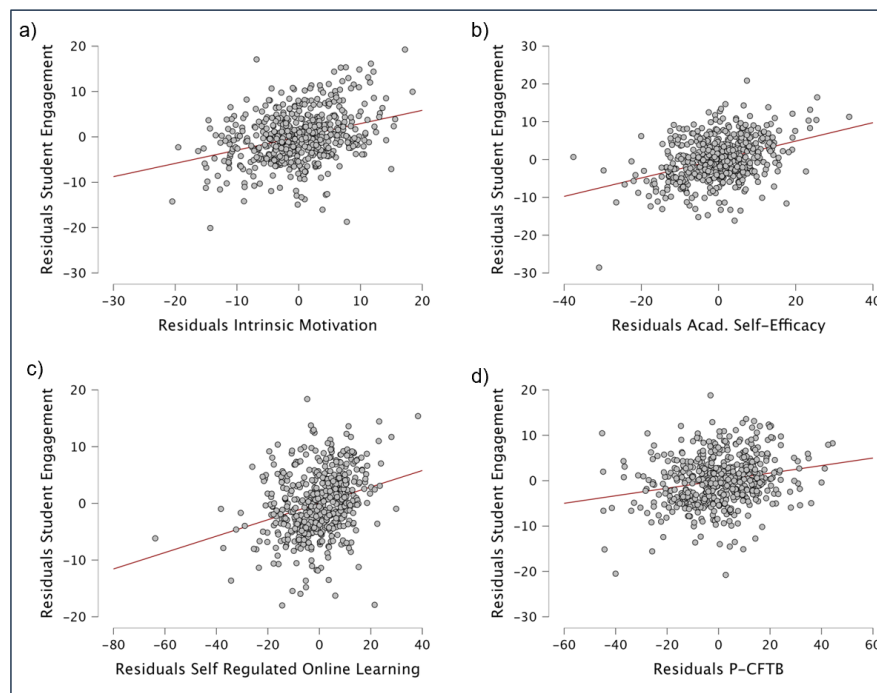 a)
Residuals Student Engagement
20
10
0
−10
−20
−30
−30 −20 −10 0 10 20
Residuals Intrinsic Motivation
b)
Residuals Student Engagement
30
20
10
0
−10
−20
−30
−40 −20 0 20 40
Residuals Acad. Self-Efficacy
c)
Residuals Student Engagement
20
10
0
−10
−20
−80 −60 −40 −20 0 20 40
Residuals Self Regulated Online Learning
d)
Residuals Student Engagement
20
10
0
−10
−20
−30
−60 −40 −20 0 20 40 60
Residuals P-CFTB